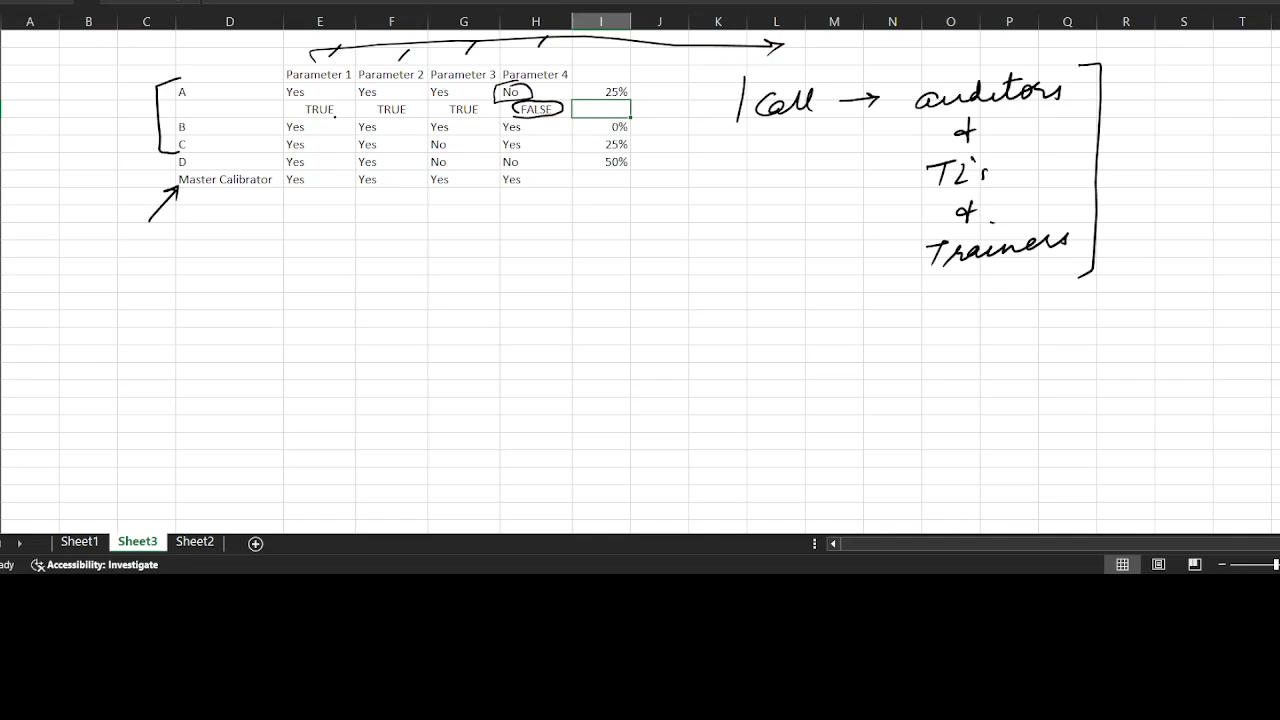 A B C D E F G H I J K L M N O P Q R S T
Parameter 1 Parameter 2 Parameter 3 Parameter 4
A Yes Yes Yes No 25%
TRUE TRUE TRUE FALSE
B Yes Yes Yes Yes 0%
C Yes Yes No Yes 25%
D Yes Yes No No 50%
Master Calibrator Yes Yes Yes Yes
1 Call → auditors
&
TL's
&
Trainers
Sheet1 Sheet3 Sheet2
ady Accessibility: Investigate